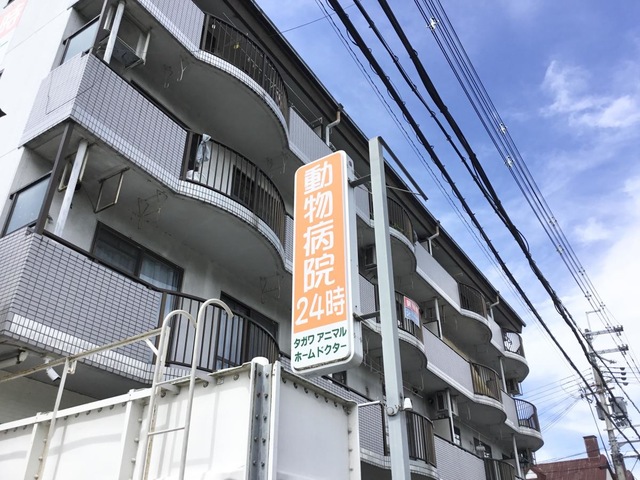 動物病院
24時
タガワ アニマル
ホームドクター